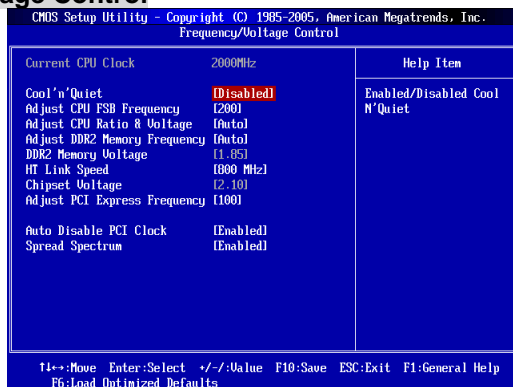 age Control
CMOS Setup Utility - Copyright (C) 1985-2005, American Megatrends, Inc.
Frequency/Voltage Control
Current CPU Clock 2000MHz
Help Item
Cool'n'Quiet [Disabled]
Enabled/Disabled Cool
N'Quiet
Adjust CPU FSB Frequency [200]
Adjust CPU Ratio & Voltage [Auto]
Adjust DDR2 Memory Frequency [Auto]
DDR2 Memory Voltage [1.85]
HT Link Speed [800 MHz]
Chipset Voltage [2.10]
Adjust PCI Express Frequency [100]
Auto Disable PCI Clock [Enabled]
Spread Spectrum [Enabled]
↑↓↔:Move Enter:Select +/-/:Value F10:Save ESC:Exit F1:General Help
F6:Load Optimized Defaults